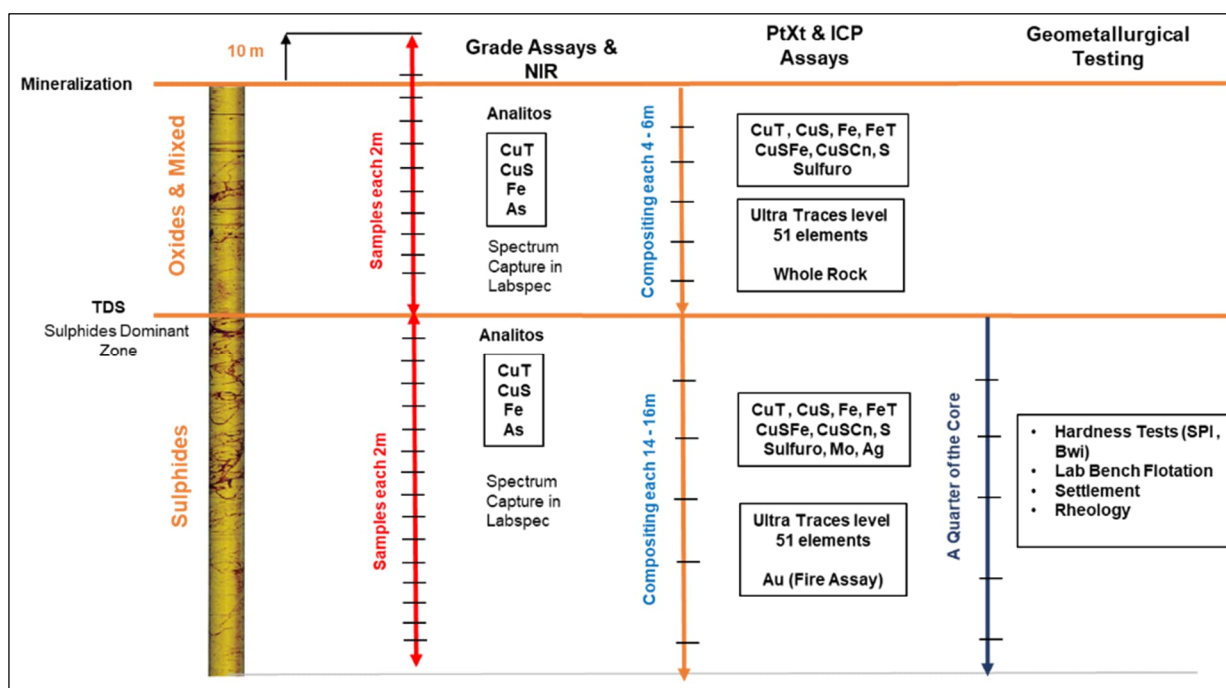 10 m
Mineralization
Grade Assays &
NIR
PtXt & ICP
Assays
Geometallurgical
Testing
Oxides & Mixed
Samples each 2m
Analitos
CuT
CuS
Fe
As
Spectrum
Capture in
Labspec
Compositing each 4 - 6m
CuT , CuS, Fe, FeT
CuSFe, CuSCn, S
Sulfuro
Ultra Traces level
51 elements
Whole Rock
TDS
Sulphides Dominant
Zone
Sulphides
Samples each 2m
Analitos
CuT
CuS
Fe
As
Spectrum
Capture in
Labspec
Compositing each 14 - 16m
CuT , CuS, Fe, FeT
CuSFe, CuSCn, S
Sulfuro, Mo, Ag
Ultra Traces level
51 elements
Au (Fire Assay)
A Quarter of the Core
• Hardness Tests (SPI ,
Bwi)
• Lab Bench Flotation
• Settlement
• Rheology